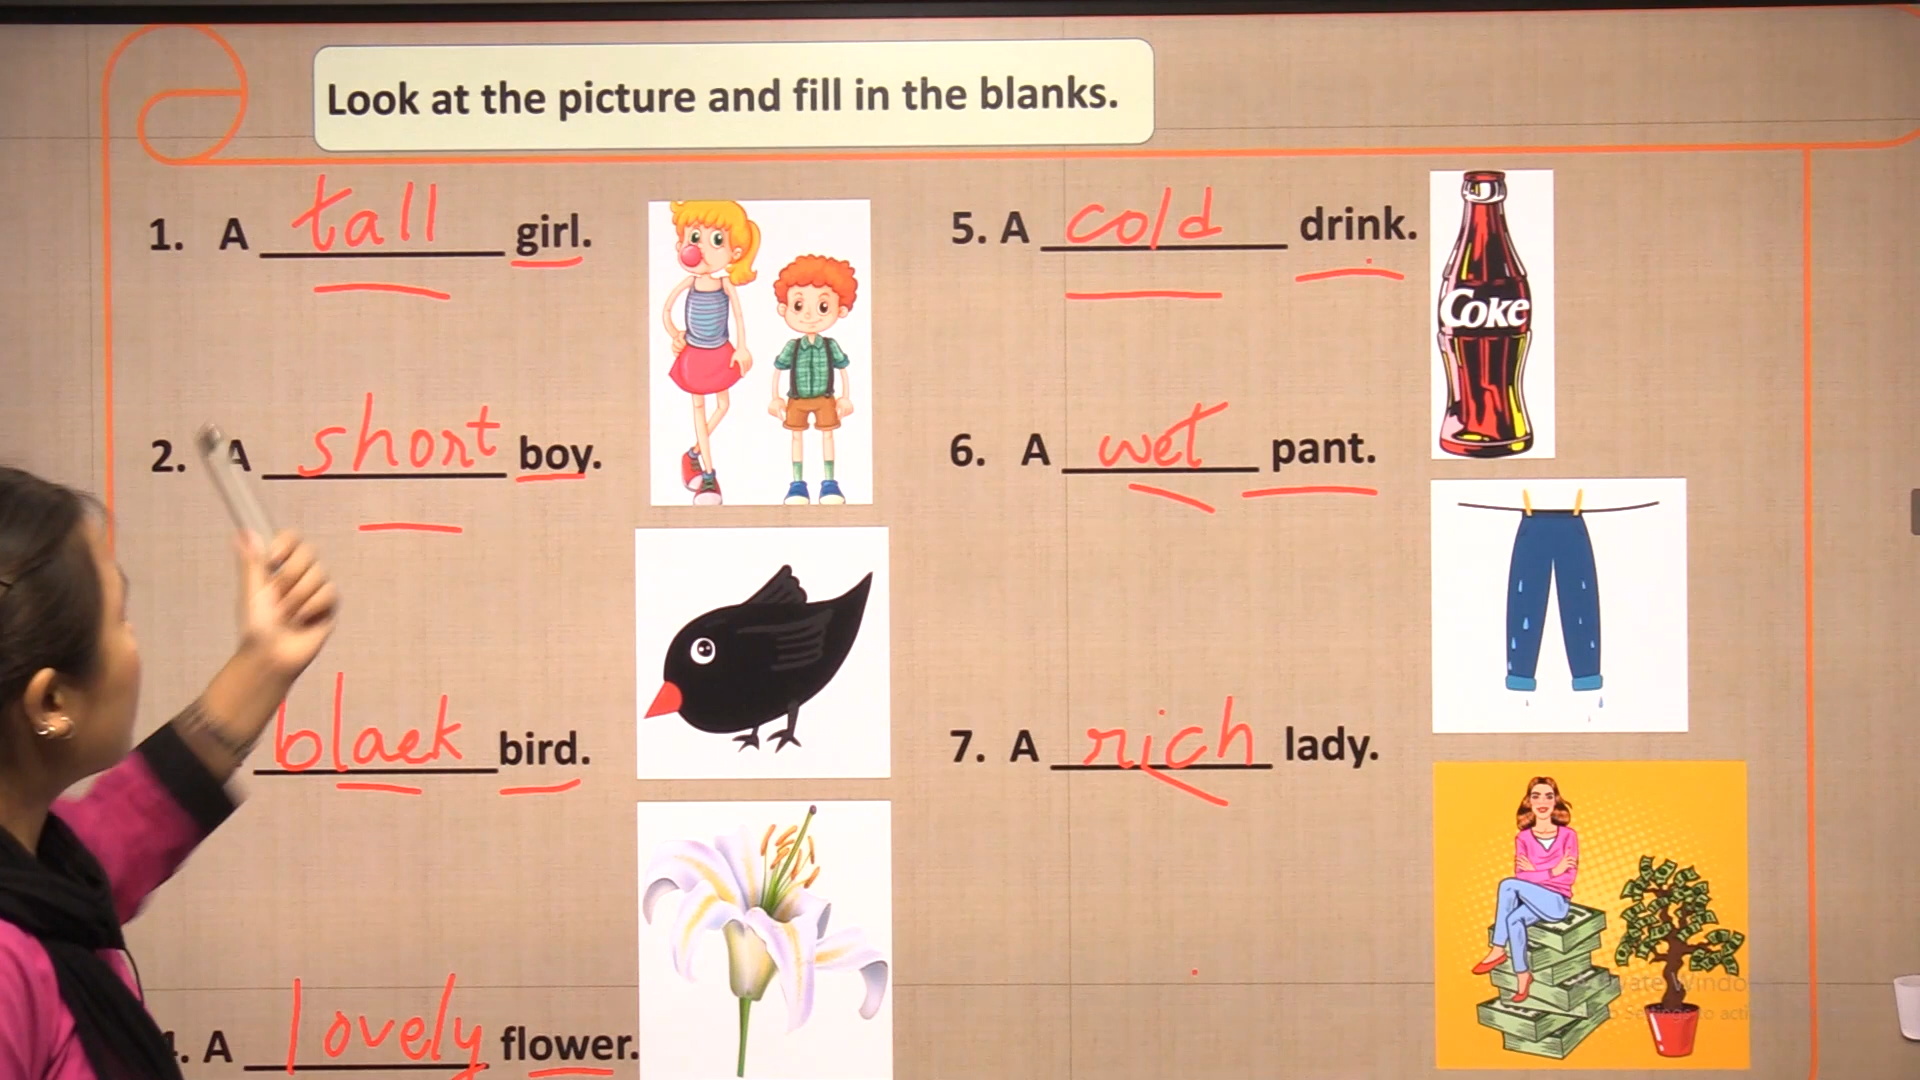 Look at the picture and fill in the blanks.
1. A tall girl.
2. A short boy.
black bird.
4. A lovely flower.
5. A cold drink.
Coke
6. A wet pant.
7. A rich lady.